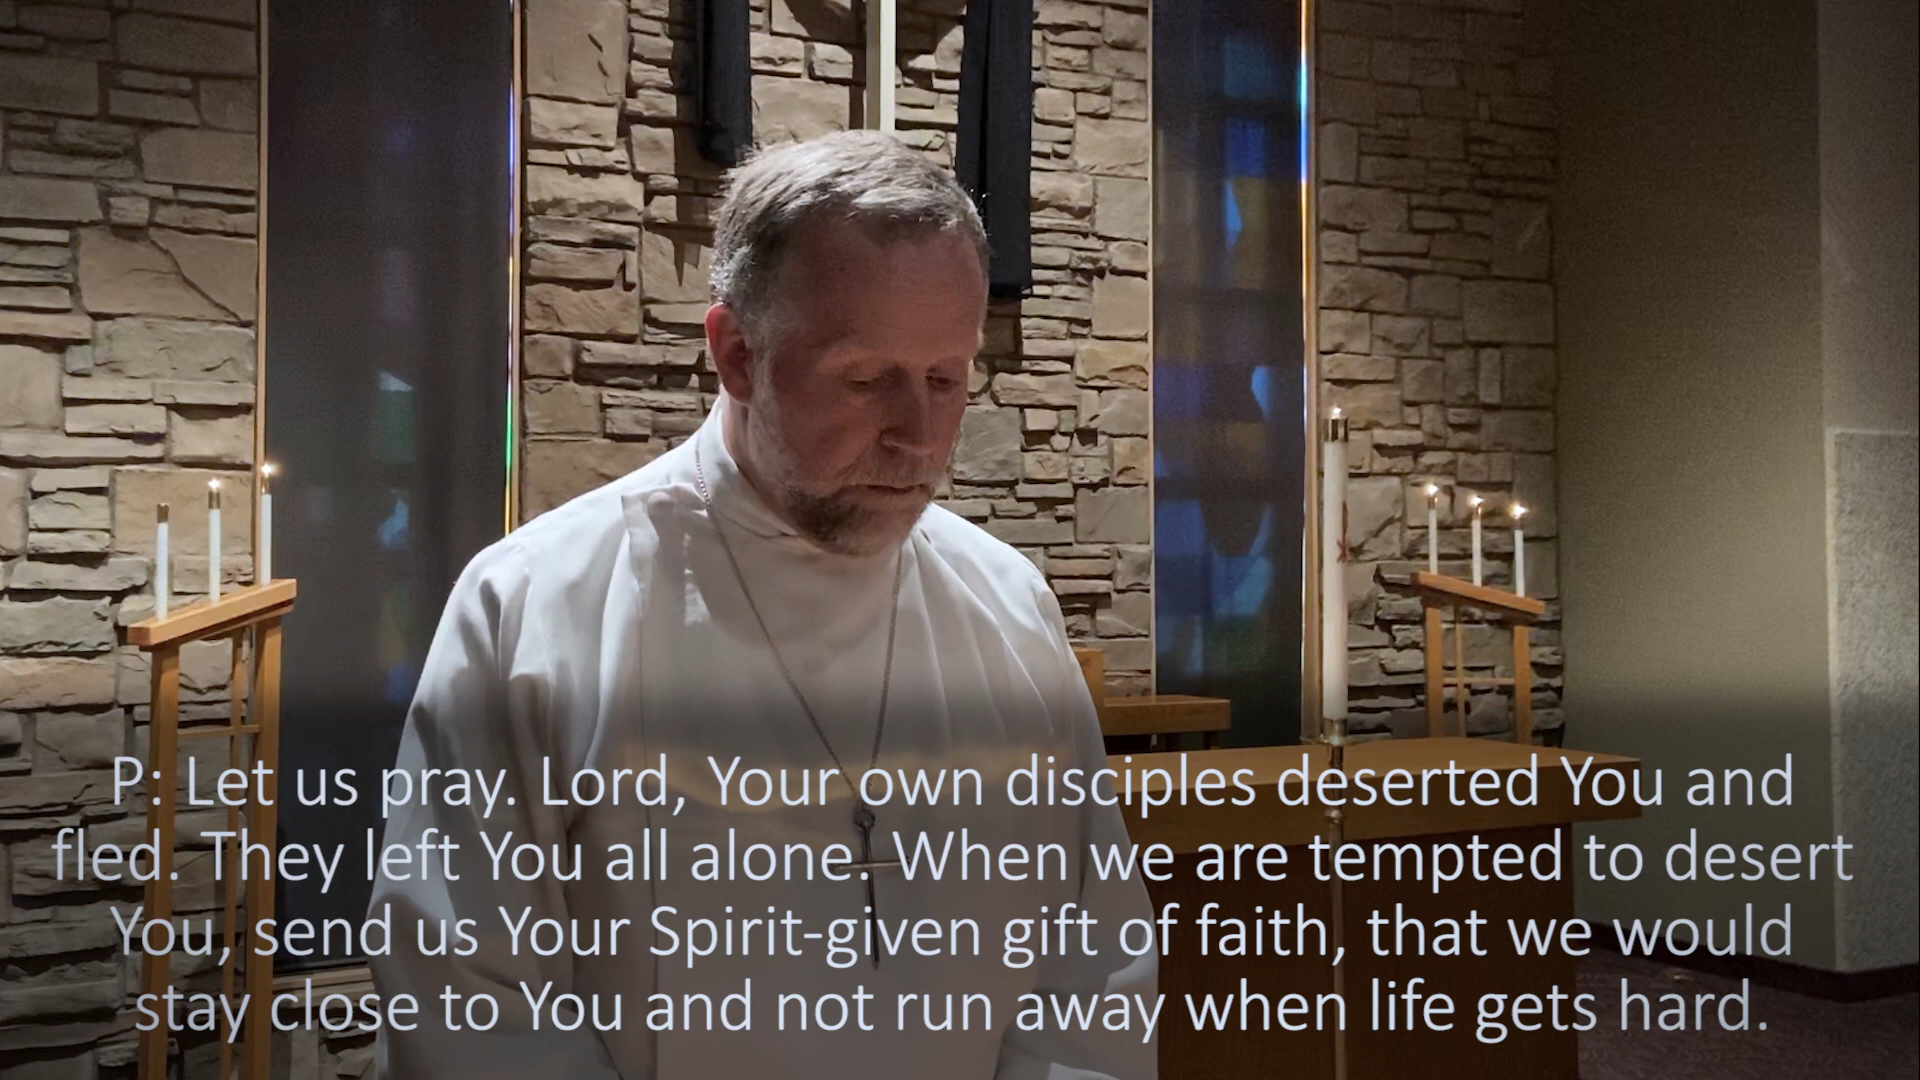 P: Let us pray. Lord, Your own disciples deserted You and
fled. They left You all alone. When we are tempted to desert
You, send us Your Spirit-given gift of faith, that we would
stay close to You and not run away when life gets hard.